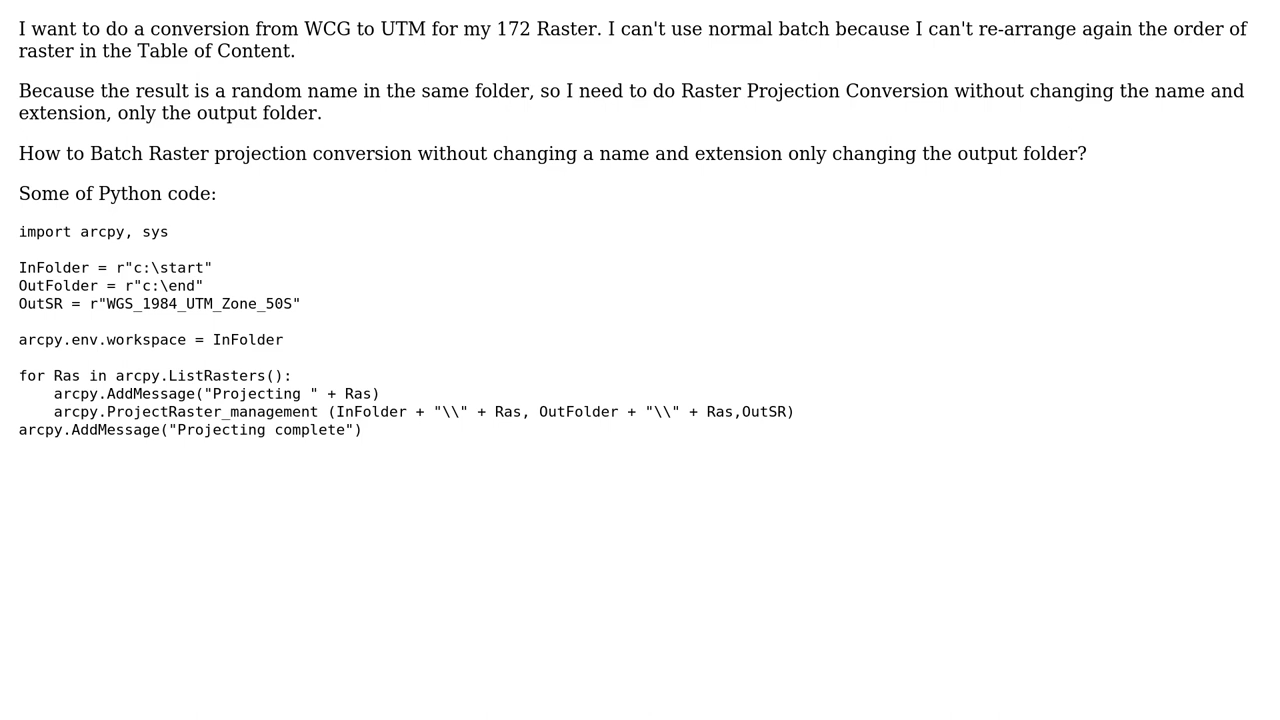 I want to do a conversion from WCG to UTM for my 172 Raster. I can't use normal batch because I can't re-arrange again the order of
raster in the Table of Content.
Because the result is a random name in the same folder, so I need to do Raster Projection Conversion without changing the name and
extension, only the output folder.
How to Batch Raster projection conversion without changing a name and extension only changing the output folder?
Some of Python code:
import arcpy, sys
InFolder = r"c:\start"
OutFolder = r"c:\end"
OutSR = r"WGS_1984_UTM_Zone_50S"
arcpy.env.workspace = InFolder
for Ras in arcpy.ListRasters():
    arcpy.AddMessage("Projecting " + Ras)
    arcpy.ProjectRaster_management (InFolder + "\\" + Ras, OutFolder + "\\" + Ras,OutSR)
arcpy.AddMessage("Projecting complete")